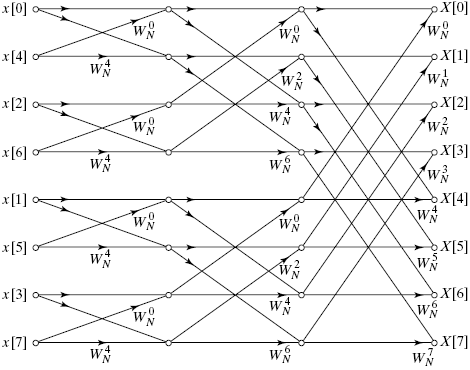 x[0] X[0]
W_N^0 W_N^0 W_N^0
x[4] W_N^4 X[1]
W_N^2 W_N^1
x[2] W_N^4 X[2]
W_N^0 W_N^2
x[6] W_N^4 W_N^6 X[3]
W_N^3
x[1] X[4]
W_N^0 W_N^0 W_N^4
x[5] W_N^4 X[5]
W_N^2 W_N^5
x[3] W_N^4 X[6]
W_N^0 W_N^6
x[7] W_N^4 W_N^6 W_N^7 X[7]